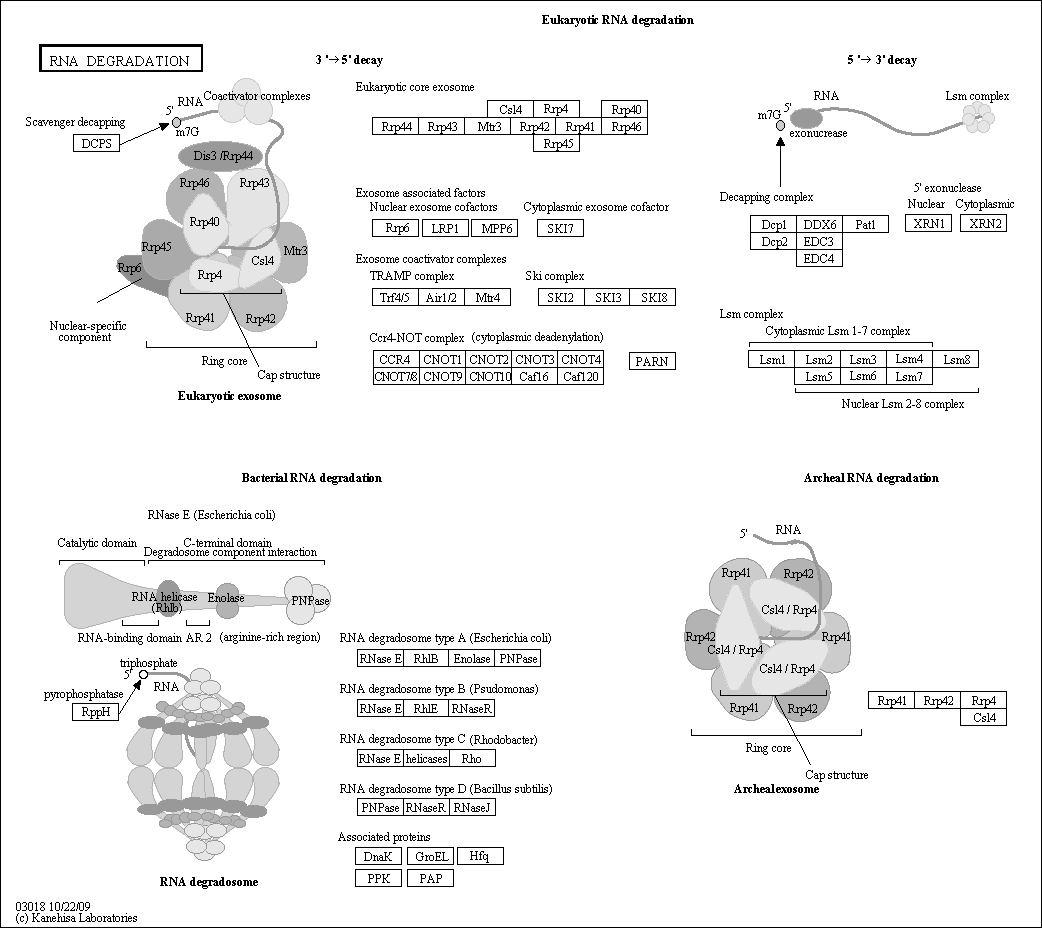 Eukaryotic RNA degradation
RNA DEGRADATION
3 '→ 5' decay
5 '→ 3' decay
Coactivator complexes
RNA
5'
m7G
Scavenger decapping
DCPS
Dis3 /Rrp44
Rrp46
Rrp43
Rrp40
Rrp45
Mtr3
Csl4
Rrp6
Rrp4
Rrp41
Rrp42
Nuclear-specific
component
Ring core
Cap structure
Eukaryotic exosome
Eukaryotic core exosome
Csl4 Rrp4 Rrp40
Rrp44 Rrp43 Mtr3 Rrp42 Rrp41 Rrp46
Rrp45
Exosome associated factors
Nuclear exosome cofactors
Cytoplasmic exosome cofactor
Rrp6 LRP1 MPP6 SKI7
Exosome coactivator complexes
TRAMP complex
Ski complex
Trf4/5 Air1/2 Mtr4 SKI2 SKI3 SKI8
Ccr4-NOT complex (cytoplasmic deadenylation)
CCR4 CNOT1 CNOT2 CNOT3 CNOT4 PARN
CNOT7/8 CNOT9 CNOT10 Caf16 Caf120
RNA
Lsm complex
5'
m7G
exonucrease
Decapping complex
5' exonuclease
Nuclear Cytoplasmic
Dcp1 DDX6 Pat1 XRN1 XRN2
Dcp2 EDC3
EDC4
Lsm complex
Cytoplasmic Lsm 1-7 complex
Lsm1 Lsm2 Lsm3 Lsm4 Lsm8
Lsm5 Lsm6 Lsm7
Nuclear Lsm 2-8 complex
Bacterial RNA degradation
RNase E (Escherichia coli)
Catalytic domain
C-terminal domain
Degradosome component interaction
RNA helicase
(Rhlb)
Enolase
PNPase
RNA-binding domain AR 2 (arginine-rich region)
triphosphate
5'
RNA
pyrophosphatase
RppH
RNA degradosome
RNA degradosome type A (Escherichia coli)
RNase E RhlB Enolase PNPase
RNA degradosome type B (Psudomonas)
RNase E RhlE RNaseR
RNA degradosome type C (Rhodobacter)
RNase E helicases Rho
RNA degradosome type D (Bacillus subtilis)
PNPase RNaseR RNaseJ
Associated proteins
DnaK GroEL Hfq
PPK PAP
Archeal RNA degradation
5'
RNA
Rrp41
Rrp42
Csl4 / Rrp4
Rrp42
Csl4 / Rrp4
Rrp41
Csl4 / Rrp4
Rrp41
Rrp42
Ring core
Cap structure
Archeal exosome
Rrp41 Rrp42 Rrp4
Csl4
03018 10/22/09
(c) Kanehisa Laboratories